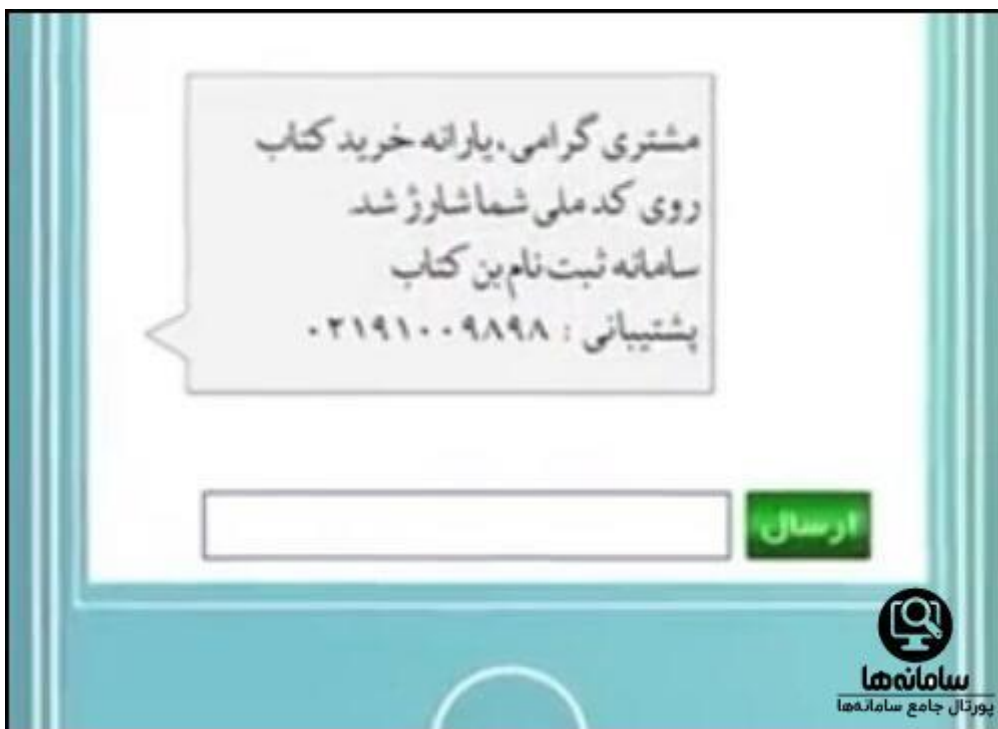 مشتری گرامی، یارانه خرید کتاب
روی کد ملی شما شارژ شد
سامانه ثبت نام بن کتاب
پشتیبانی : ۰۲۱۹۱۰۰۹۸۹۸
ارسال
سامانه‌ها
پورتال جامع سامانه‌ها